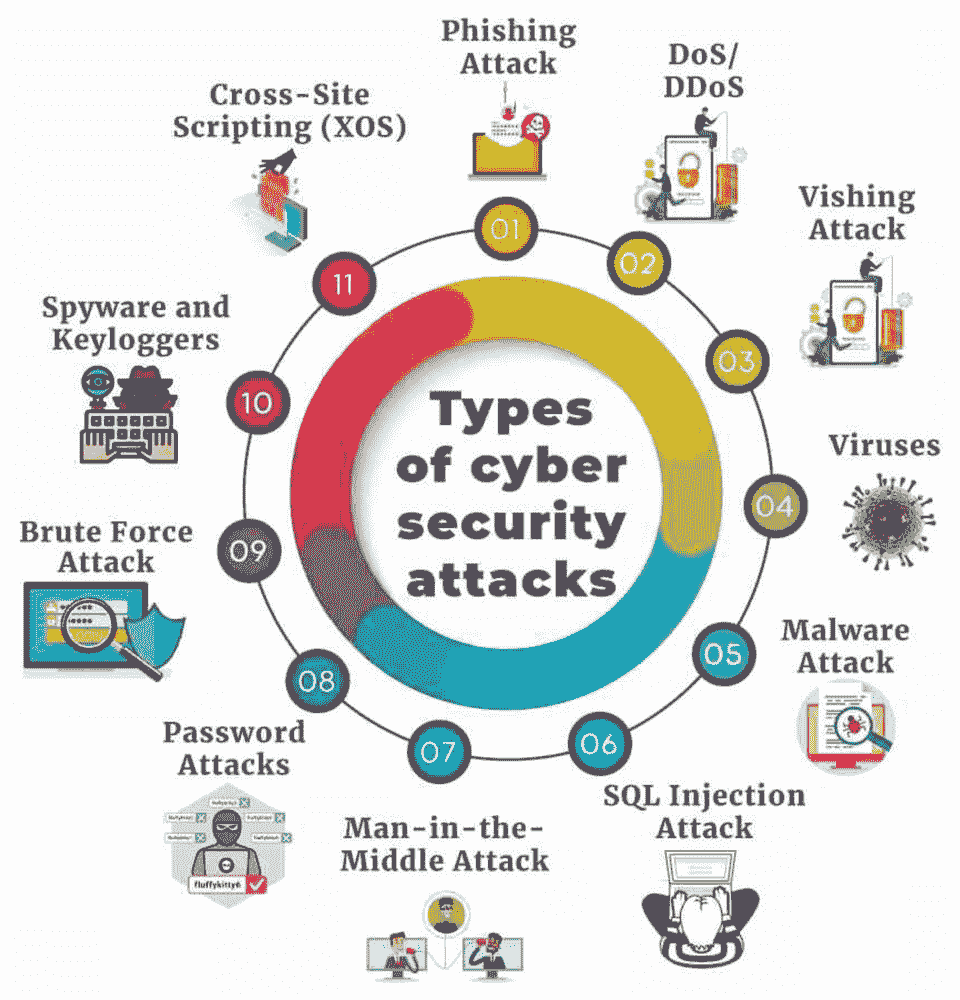 Phishing
Attack
DoS/
DDoS
Cross-Site
Scripting (XOS)
Vishing
Attack
01
02
11
03
Spyware and
Keyloggers
10
Types
of cyber
security
attacks
Viruses
04
Brute Force
Attack
09
Malware
Attack
05
08
Password
Attacks
07
06
SQL Injection
Attack
Man-in-the-
Middle Attack
fluffykitty6